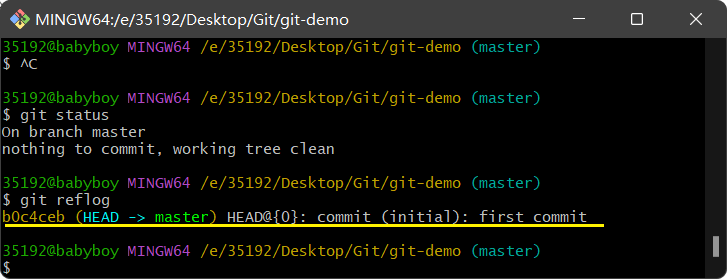 MINGW64:/e/35192/Desktop/Git/git-demo
35192@babyboy MINGW64 /e/35192/Desktop/Git/git-demo (master)
$ ^C
35192@babyboy MINGW64 /e/35192/Desktop/Git/git-demo (master)
$ git status
On branch master
nothing to commit, working tree clean
35192@babyboy MINGW64 /e/35192/Desktop/Git/git-demo (master)
$ git reflog
b0c4ceb (HEAD -> master) HEAD@{0}: commit (initial): first commit
35192@babyboy MINGW64 /e/35192/Desktop/Git/git-demo (master)
$